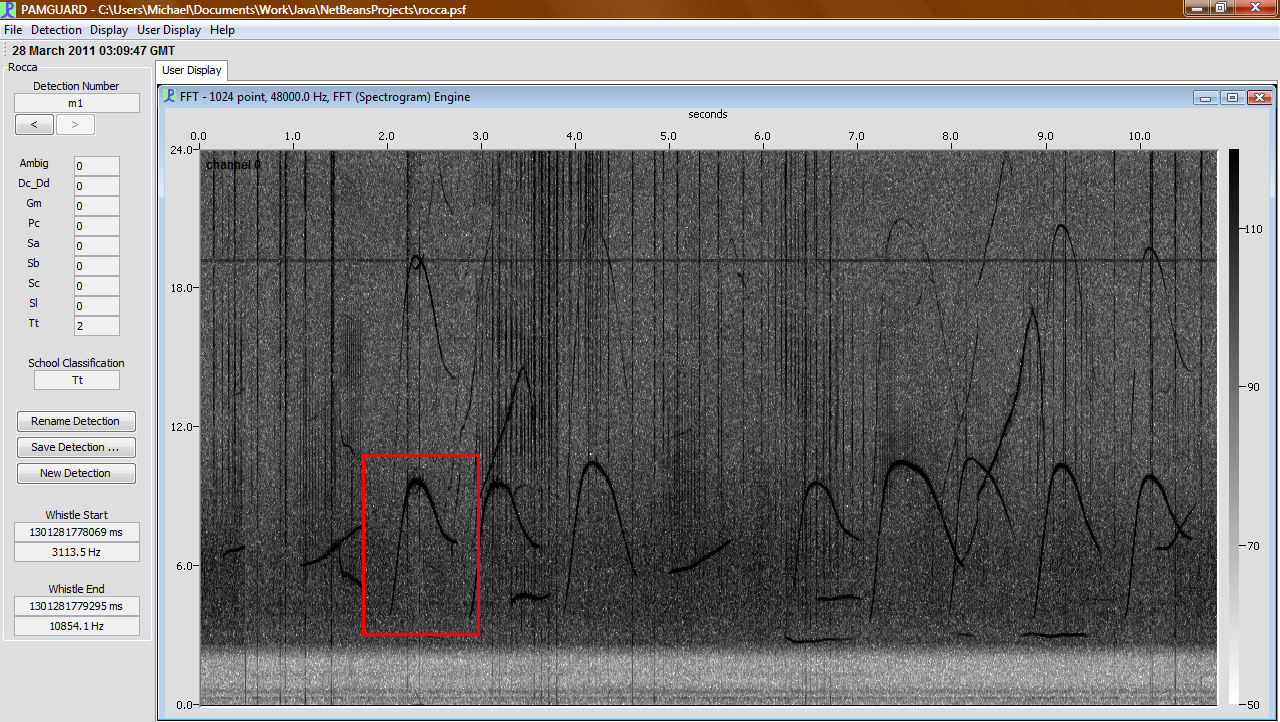 PAMGUARD - C:\Users\Michael\Documents\Work\Java\NetBeansProjects\rocca.psf
File Detection Display User Display Help
28 March 2011 03:09:47 GMT
Rocca
Detection Number
m1
< >
Ambig 0
Dc_Dd 0
Gm 0
Pc 0
Sa 0
Sb 0
Sc 0
Sl 0
Tt 2
School Classification
Tt
Rename Detection
Save Detection ...
New Detection
Whistle Start
1301281778069 ms
3113.5 Hz
Whistle End
1301281779295 ms
10854.1 Hz
User Display
FFT - 1024 point, 48000.0 Hz, FFT (Spectrogram) Engine
seconds
0.0 1.0 2.0 3.0 4.0 5.0 6.0 7.0 8.0 9.0 10.0
24.0
channel 0
18.0
12.0
6.0
0.0
110
90
70
50